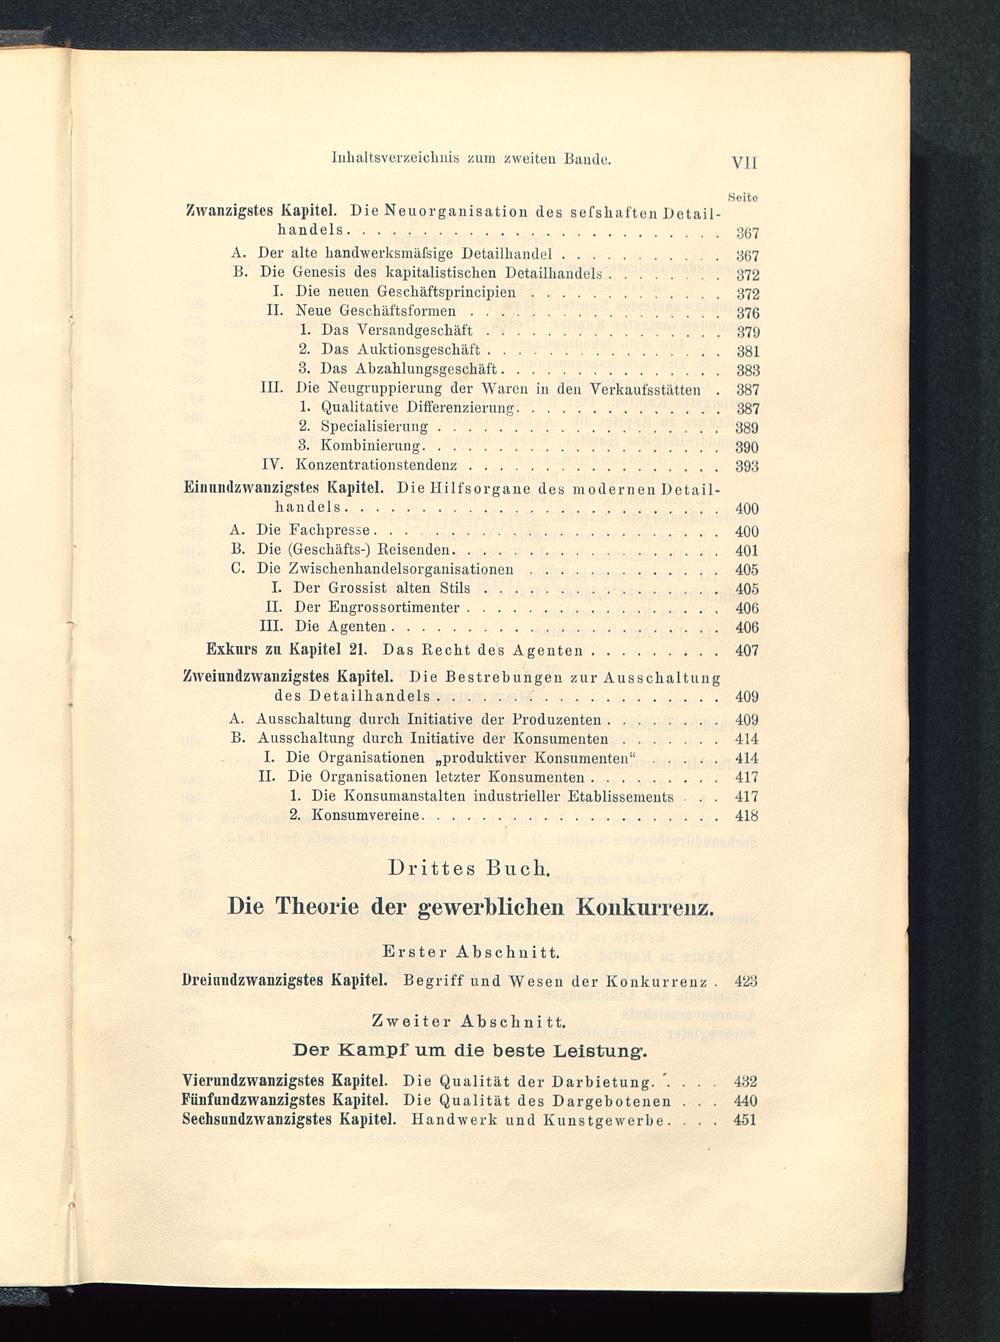 Inhaltsverzeichnis zum zweiten Bande. VII
Seite
Zwanzigstes Kapitel. Die Neuorganisation des seſshaften Detail-
handels. . . . . . . . . . . . . . . . . . . . . . . . . 367
A. Der alte handwerksmäſsige Detailhandel . . . . . . . . . . . 367
B. Die Genesis des kapitalistischen Detailhandels . . . . . . . . 372
I. Die neuen Geschäftsprincipien . . . . . . . . . . . . . 372
II. Neue Geschäftsformen . . . . . . . . . . . . . . . . . 376
1. Das Versandgeschäft . . . . . . . . . . . . . . . . 379
2. Das Auktionsgeschäft . . . . . . . . . . . . . . . . 381
3. Das Abzahlungsgeschäft . . . . . . . . . . . . . . . 383
III. Die Neugruppierung der Waren in den Verkaufsstätten . 387
1. Qualitative Differenzierung. . . . . . . . . . . . . . 387
2. Specialisierung . . . . . . . . . . . . . . . . . . . 389
3. Kombinierung. . . . . . . . . . . . . . . . . . . . 390
IV. Konzentrationstendenz . . . . . . . . . . . . . . . . . 393
Einundzwanzigstes Kapitel. Die Hilfsorgane des modernen Detail-
handels. . . . . . . . . . . . . . . . . . . . . . . . . 400
A. Die Fachpresse. . . . . . . . . . . . . . . . . . . . . . . 400
B. Die (Geschäfts-) Reisenden. . . . . . . . . . . . . . . . . . 401
C. Die Zwischenhandelsorganisationen . . . . . . . . . . . . . 405
I. Der Grossist alten Stils . . . . . . . . . . . . . . . . 405
II. Der Engrossortimenter . . . . . . . . . . . . . . . . . 406
III. Die Agenten . . . . . . . . . . . . . . . . . . . . . . 406
Exkurs zu Kapitel 21. Das Recht des Agenten . . . . . . . . . 407
Zweiundzwanzigstes Kapitel. Die Bestrebungen zur Ausschaltung
des Detailhandels . . . . . . . . . . . . . . . . . . . 409
A. Ausschaltung durch Initiative der Produzenten . . . . . . . . 409
B. Ausschaltung durch Initiative der Konsumenten . . . . . . . 414
I. Die Organisationen „produktiver Konsumenten“ . . . . . 414
II. Die Organisationen letzter Konsumenten . . . . . . . . . 417
1. Die Konsumanstalten industrieller Etablissements . . . 417
2. Konsumvereine. . . . . . . . . . . . . . . . . . . . 418
Drittes Buch.
Die Theorie der gewerblichen Konkurrenz.
Erster Abschnitt.
Dreiundzwanzigstes Kapitel. Begriff und Wesen der Konkurrenz . 423
Zweiter Abschnitt.
Der Kampf um die beste Leistung.
Vierundzwanzigstes Kapitel. Die Qualität der Darbietung. . . . . 432
Fünfundzwanzigstes Kapitel. Die Qualität des Dargebotenen . . . 440
Sechsundzwanzigstes Kapitel. Handwerk und Kunstgewerbe. . . . 451